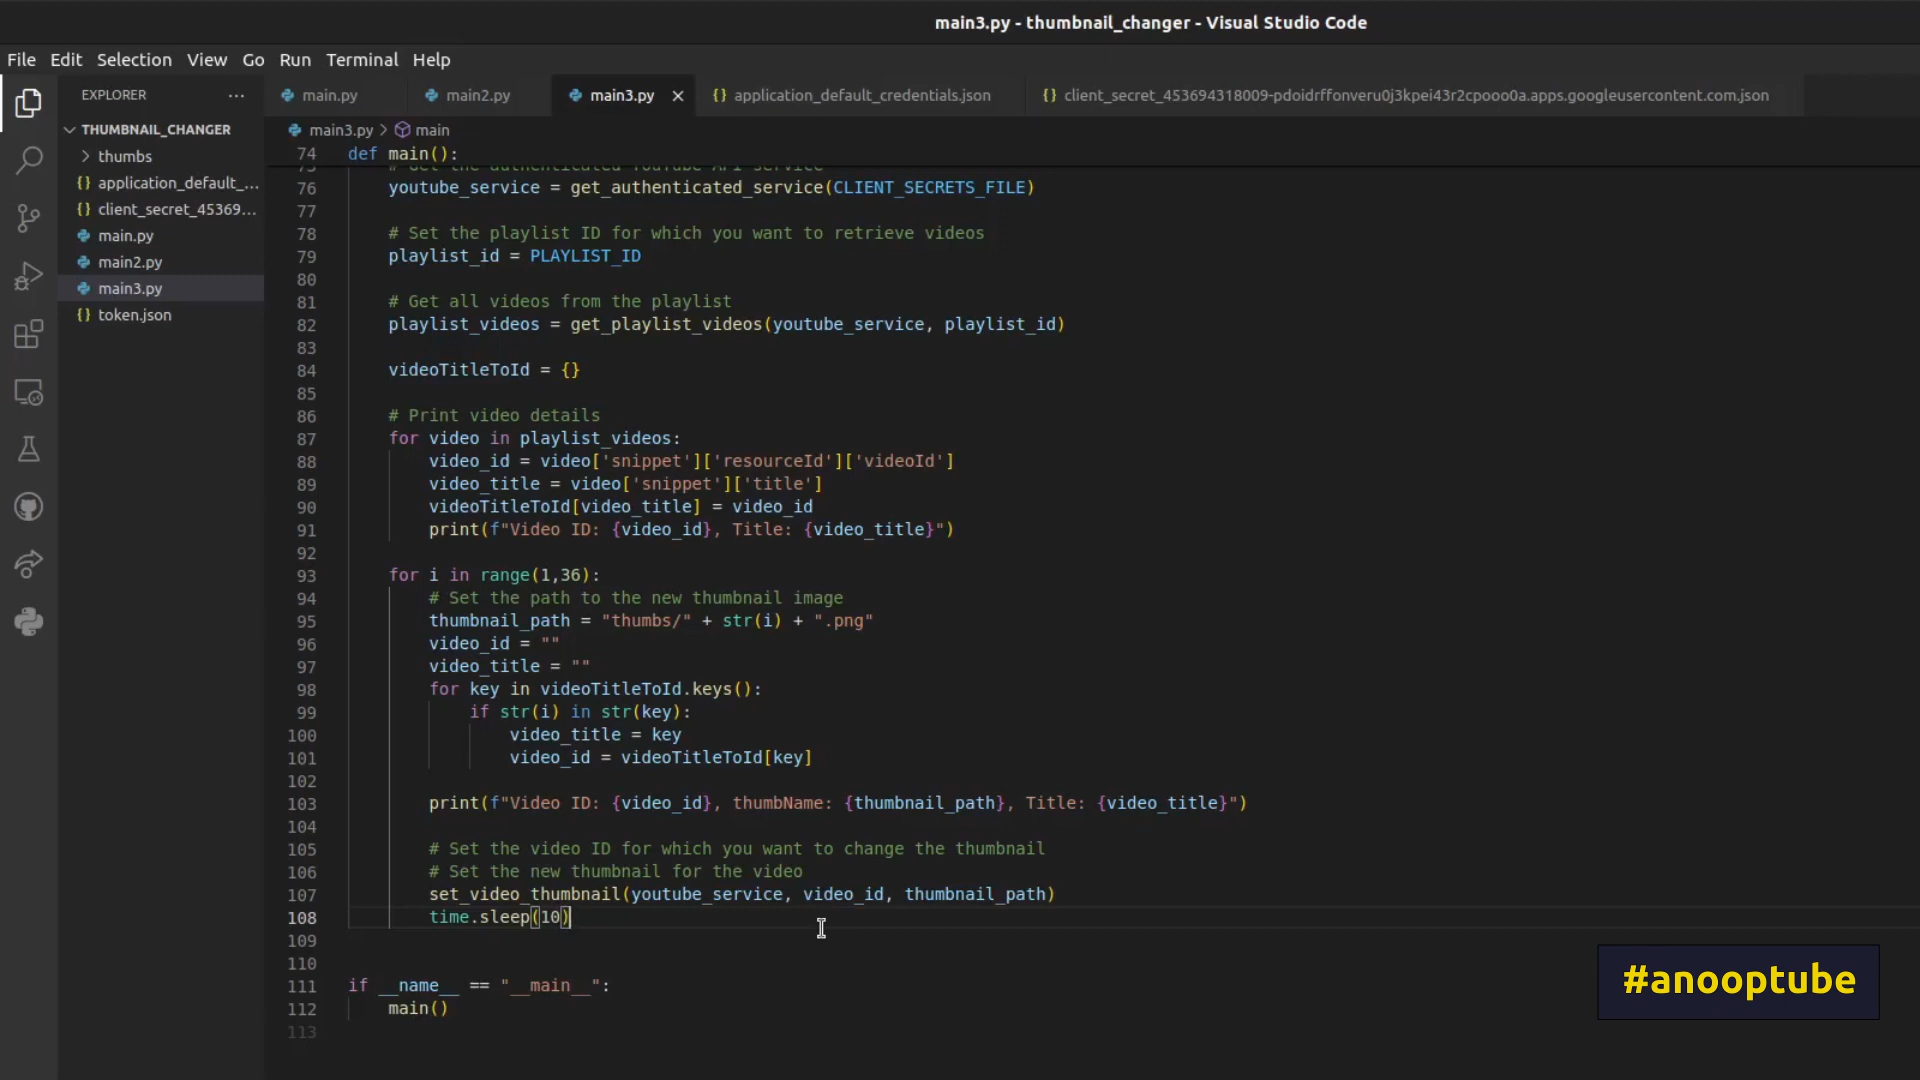 main3.py - thumbnail_changer - Visual Studio Code
File Edit Selection View Go Run Terminal Help
EXPLORER ···
main.py main2.py main3.py application_default_credentials.json client_secret_453694318009-pdoidrffonveru0j3kpei43r2cpooo0a.apps.googleusercontent.com.json
THUMBNAIL_CHANGER
thumbs
application_default_...
client_secret_45369...
main.py
main2.py
main3.py
token.json
main3.py > main
74 def main():
75 # Get the authenticated YouTube API service
76 youtube_service = get_authenticated_service(CLIENT_SECRETS_FILE)
77
78 # Set the playlist ID for which you want to retrieve videos
79 playlist_id = PLAYLIST_ID
80
81 # Get all videos from the playlist
82 playlist_videos = get_playlist_videos(youtube_service, playlist_id)
83
84 videoTitleToId = {}
85
86 # Print video details
87 for video in playlist_videos:
88 video_id = video['snippet']['resourceId']['videoId']
89 video_title = video['snippet']['title']
90 videoTitleToId[video_title] = video_id
91 print(f"Video ID: {video_id}, Title: {video_title}")
92
93 for i in range(1,36):
94 # Set the path to the new thumbnail image
95 thumbnail_path = "thumbs/" + str(i) + ".png"
96 video_id = ""
97 video_title = ""
98 for key in videoTitleToId.keys():
99 if str(i) in str(key):
100 video_title = key
101 video_id = videoTitleToId[key]
102
103 print(f"Video ID: {video_id}, thumbName: {thumbnail_path}, Title: {video_title}")
104
105 # Set the video ID for which you want to change the thumbnail
106 # Set the new thumbnail for the video
107 set_video_thumbnail(youtube_service, video_id, thumbnail_path)
108 time.sleep(10)
109
110
111 if __name__ == "__main__":
112 main()
113
#anooptube